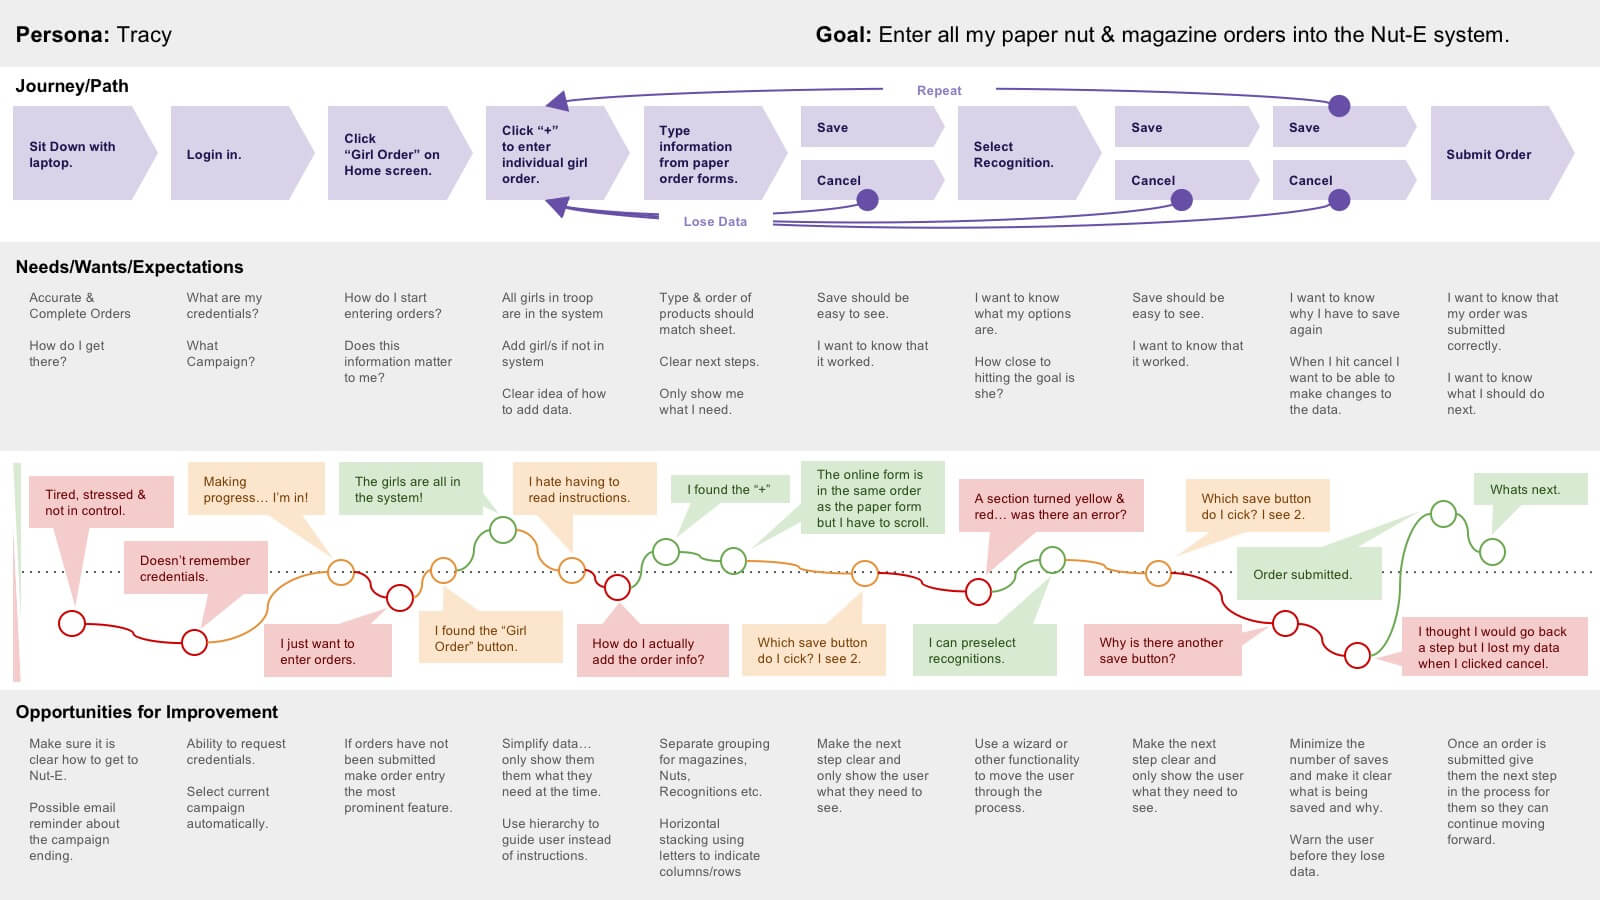 Persona: Tracy
Goal: Enter all my paper nut & magazine orders into the Nut-E system.
Journey/Path
Repeat
Sit Down with
laptop.
Login in.
Click
“Girl Order” on
Home screen.
Click “+”
to enter
individual girl
order.
Type
information
from paper
order forms.
Save
Cancel
Select
Recognition.
Save
Cancel
Save
Cancel
Submit Order
Lose Data
Needs/Wants/Expectations
Accurate &
Complete Orders
How do I get
there?
What are my
credentials?
What
Campaign?
How do I start
entering orders?
Does this
information matter
to me?
All girls in troop
are in the system
Add girl/s if not in
system
Clear idea of how
to add data.
Type & order of
products should
match sheet.
Clear next steps.
Only show me
what I need.
Save should be
easy to see.
I want to know that
it worked.
I want to know
what my options
are.
How close to
hitting the goal is
she?
Save should be
easy to see.
I want to know that
it worked.
I want to know
why I have to save
again
When I hit cancel I
want to be able to
make changes to
the data.
I want to know that
my order was
submitted
correctly.
I want to know
what I should do
next.
Tired, stressed &
not in control.
Doesn’t remember
credentials.
Making
progress… I’m in!
I just want to
enter orders.
The girls are all in
the system!
I found the “Girl
Order” button.
I hate having to
read instructions.
How do I actually
add the order info?
I found the “+”
The online form is
in the same order
as the paper form
but I have to scroll.
Which save button
do I cick? I see 2.
A section turned yellow &
red… was there an error?
I can preselect
recognitions.
Which save button
do I cick? I see 2.
Why is there another
save button?
Order submitted.
I thought I would go back
a step but I lost my data
when I clicked cancel.
Whats next.
Opportunities for Improvement
Make sure it is
clear how to get to
Nut-E.
Possible email
reminder about
the campaign
ending.
Ability to request
credentials.
Select current
campaign
automatically.
If orders have not
been submitted
make order entry
the most
prominent feature.
Simplify data…
only show them
them what they
need at the time.
Use hierarchy to
guide user instead
of instructions.
Separate grouping
for magazines,
Nuts,
Recognitions etc.
Horizontal
stacking using
letters to indicate
columns/rows
Make the next
step clear and
only show the user
what they need to
see.
Use a wizard or
other functionality
to move the user
through the
process.
Make the next
step clear and
only show the user
what they need to
see.
Minimize the
number of saves
and make it clear
what is being
saved and why.
Warn the user
before they lose
data.
Once an order is
submitted give
them the next step
in the process for
them so they can
continue moving
forward.